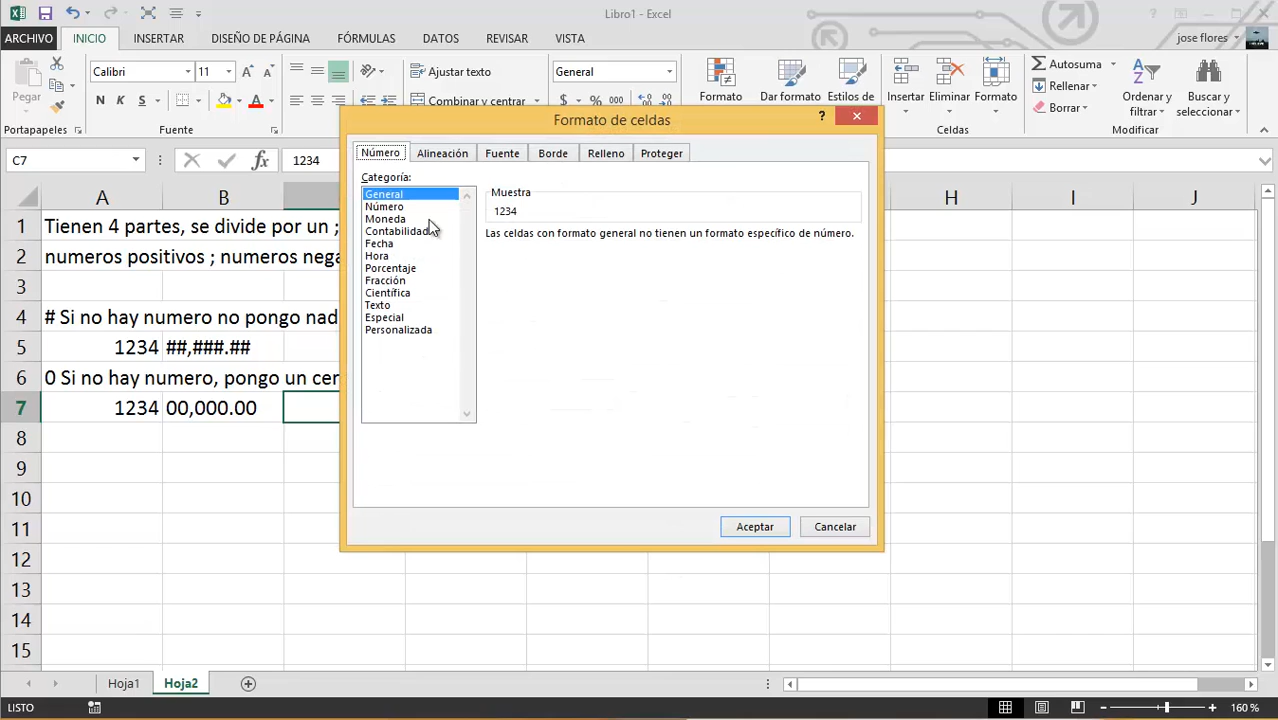 Libro1 - Excel
ARCHIVO INICIO INSERTAR DISEÑO DE PÁGINA FÓRMULAS DATOS REVISAR VISTA jose flores
Pegar
Calibri 11
N K S
Portapapeles
Fuente
Ajustar texto
Combinar y centrar
General
$ % 000
Formato
Dar formato
Estilos de
Insertar
Eliminar
Formato
Celdas
Autosuma
Rellenar
Borrar
Ordenar y
filtrar
Buscar y
seleccionar
Modificar
C7 fx 1234
A B H I J
1 Tienen 4 partes, se divide por un ;
2 numeros positivos ; numeros nega
3
4 # Si no hay numero no pongo nad
5 1234 ##,###.##
6 0 Si no hay numero, pongo un cer
7 1234 00,000.00
8
9
10
11
12
13
14
15
Formato de celdas
Número Alineación Fuente Borde Relleno Proteger
Categoría:
General
Número
Moneda
Contabilidad
Fecha
Hora
Porcentaje
Fracción
Científica
Texto
Especial
Personalizada
Muestra
1234
Las celdas con formato general no tienen un formato específico de número.
Aceptar Cancelar
Hoja1 Hoja2
LISTO 160 %